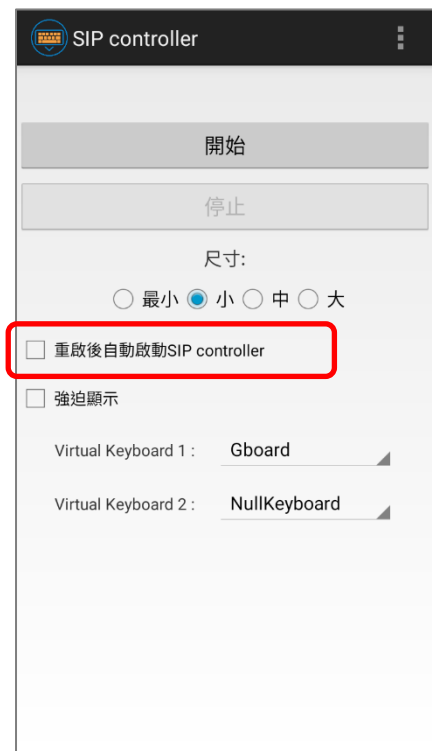 SIP controller
開始
停止
尺寸:
最小 小 中 大
重啟後自動啟動SIP controller
強迫顯示
Virtual Keyboard 1 : Gboard
Virtual Keyboard 2 : NullKeyboard